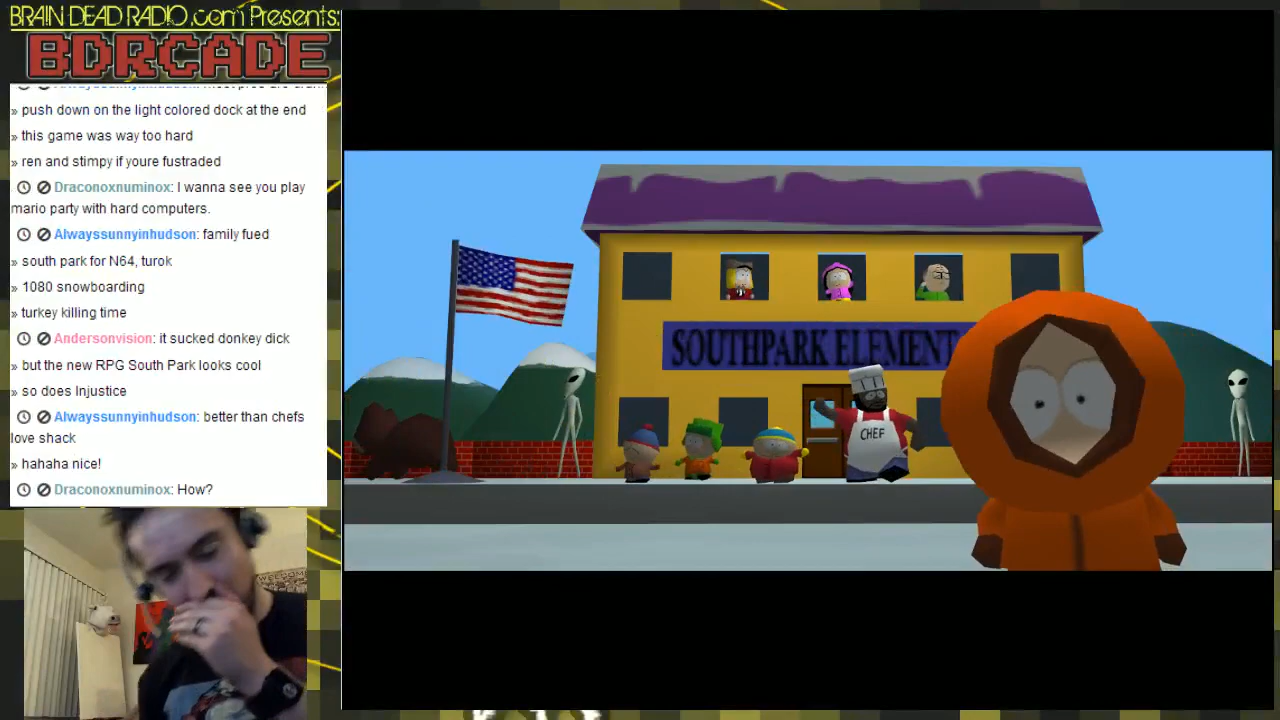 BRAIN DEAD RADIO.com Presents:
BDRCADE
» push down on the light colored dock at the end
» this game was way too hard
» ren and stimpy if youre fustraded
Draconoxnuminox: I wanna see you play
mario party with hard computers.
Alwayssunnyinhudson: family fued
» south park for N64, turok
» 1080 snowboarding
» turkey killing time
Andersonvision: it sucked donkey dick
» but the new RPG South Park looks cool
» so does Injustice
Alwayssunnyinhudson: better than chefs
love shack
» hahaha nice!
Draconoxnuminox: How?
SOUTHPARK ELEMENT
CHEF